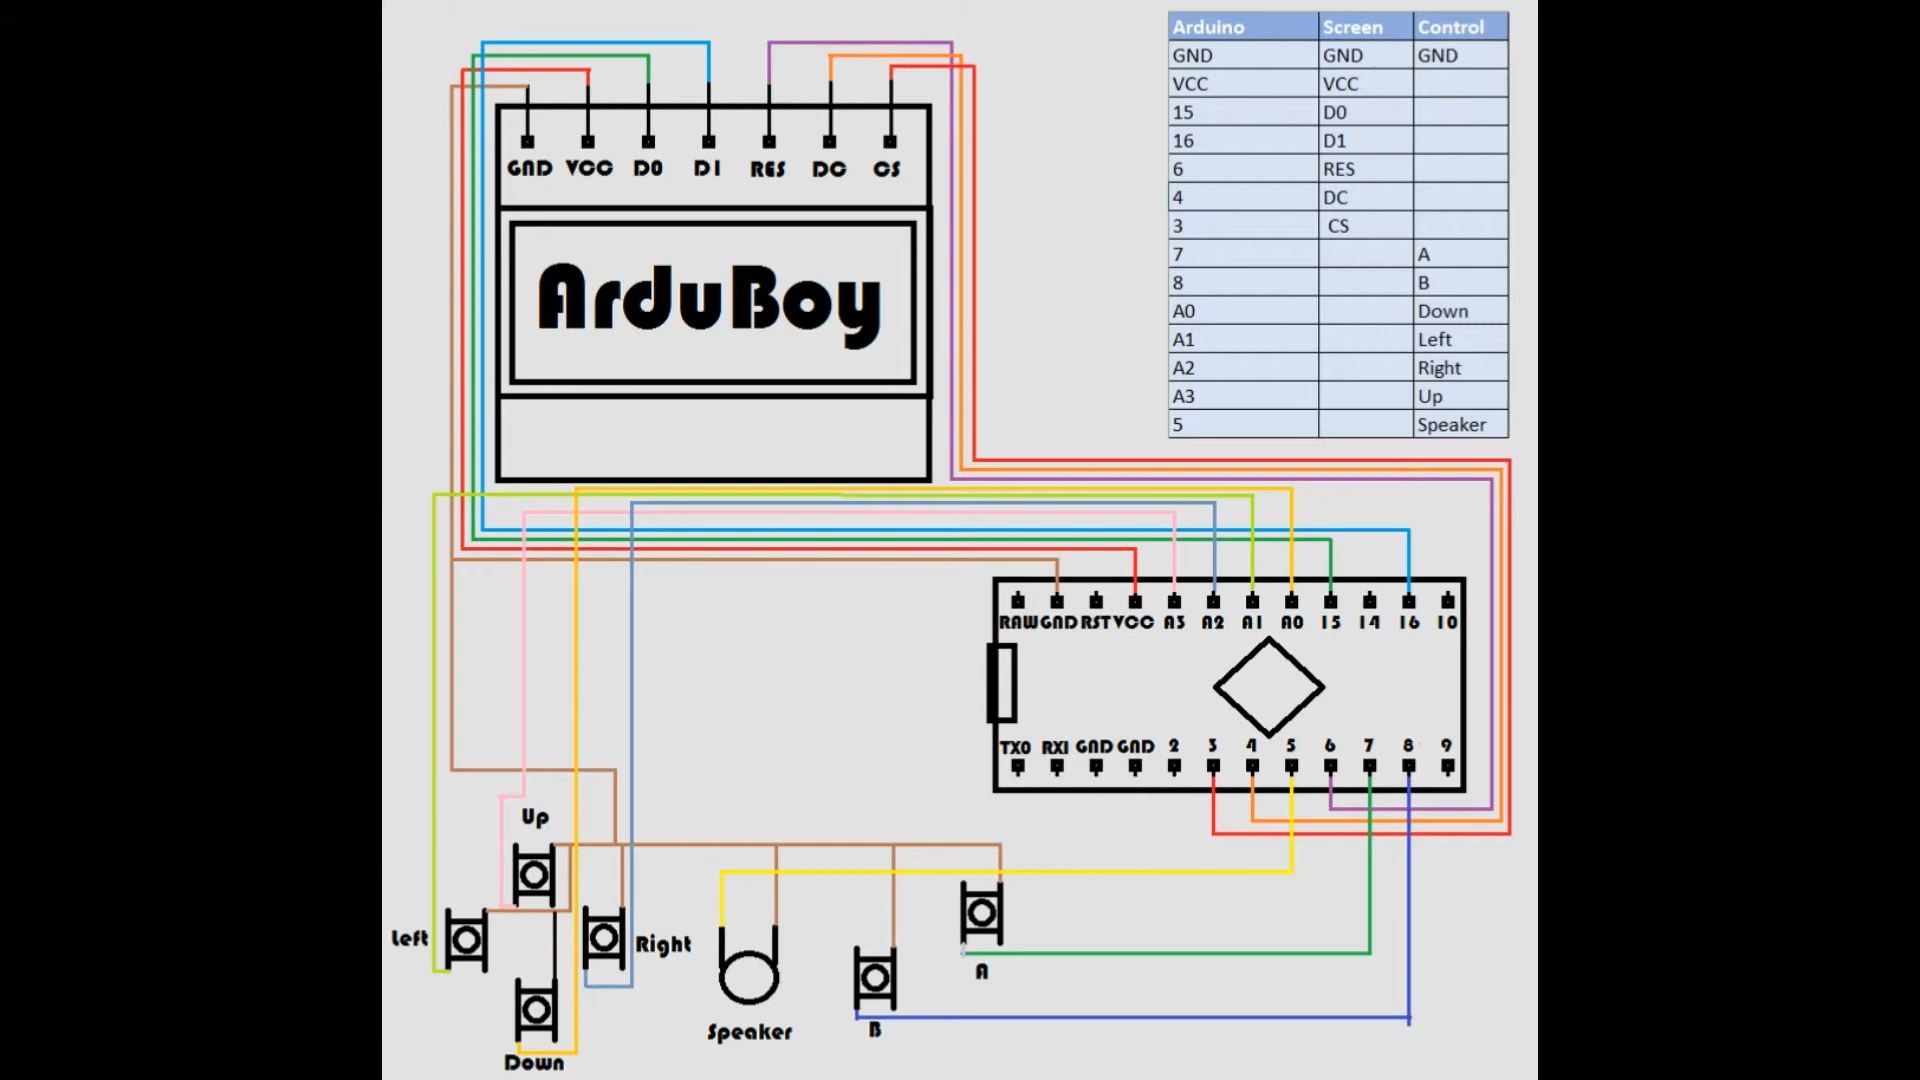 Arduino Screen Control
GND GND GND
VCC VCC
15 D0
16 D1
6 RES
4 DC
3 CS
7 A
8 B
A0 Down
A1 Left
A2 Right
A3 Up
5 Speaker
GND VCC D0 D1 RES DC CS
ArduBoy
RAW GND RST VCC A3 A2 A1 A0 15 14 16 10
TX0 RX1 GND GND 2 3 4 5 6 7 8 9
Up
Left
Right
Down
Speaker
B
A